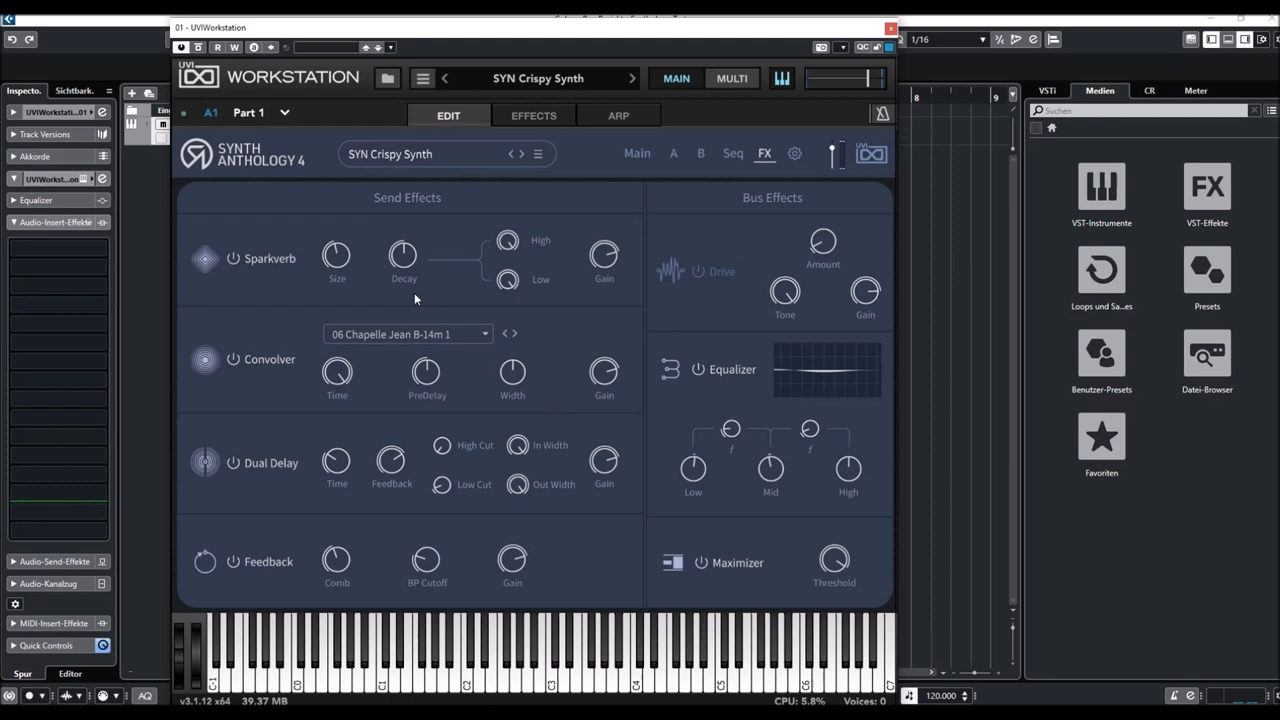 01 - UVIWorkstation
R W
QC
1/16
Inspecto.
Sichtbark.
UVIWorkstati...01
Track Versions
Akkorde
Equalizer
Audio-Insert-Effekte
Audio-Send-Effekte
Audio-Kanalzug
MIDI-Insert-Effekte
Quick Controls
Spur
Editor
AQ
UVI
WORKSTATION
SYN Crispy Synth
MAIN
MULTI
A1
Part 1
EDIT
EFFECTS
ARP
SYNTH
ANTHOLOGY 4
SYN Crispy Synth
Main
A
B
Seq
FX
UVI
Send Effects
Sparkverb
Size
Decay
High
Low
Gain
Convolver
06 Chapelle Jean B-14m 1
Time
PreDelay
Width
Gain
Dual Delay
Time
Feedback
High Cut
Low Cut
In Width
Out Width
Gain
Feedback
Comb
BP Cutoff
Gain
Bus Effects
Drive
Amount
Tone
Gain
Equalizer
f
f
Low
Mid
High
Maximizer
Threshold
C-1
C0
C1
C2
C3
C4
C5
C6
C7
v3.1.12 x64
39.37 MB
CPU: 5.8%
Voices: 0
8
9
120.000
VSTi
Medien
CR
Meter
Suchen
VST-Instrumente
FX
VST-Effekte
Loops und Sa...es
Presets
Benutzer-Presets
Datei-Browser
Favoriten